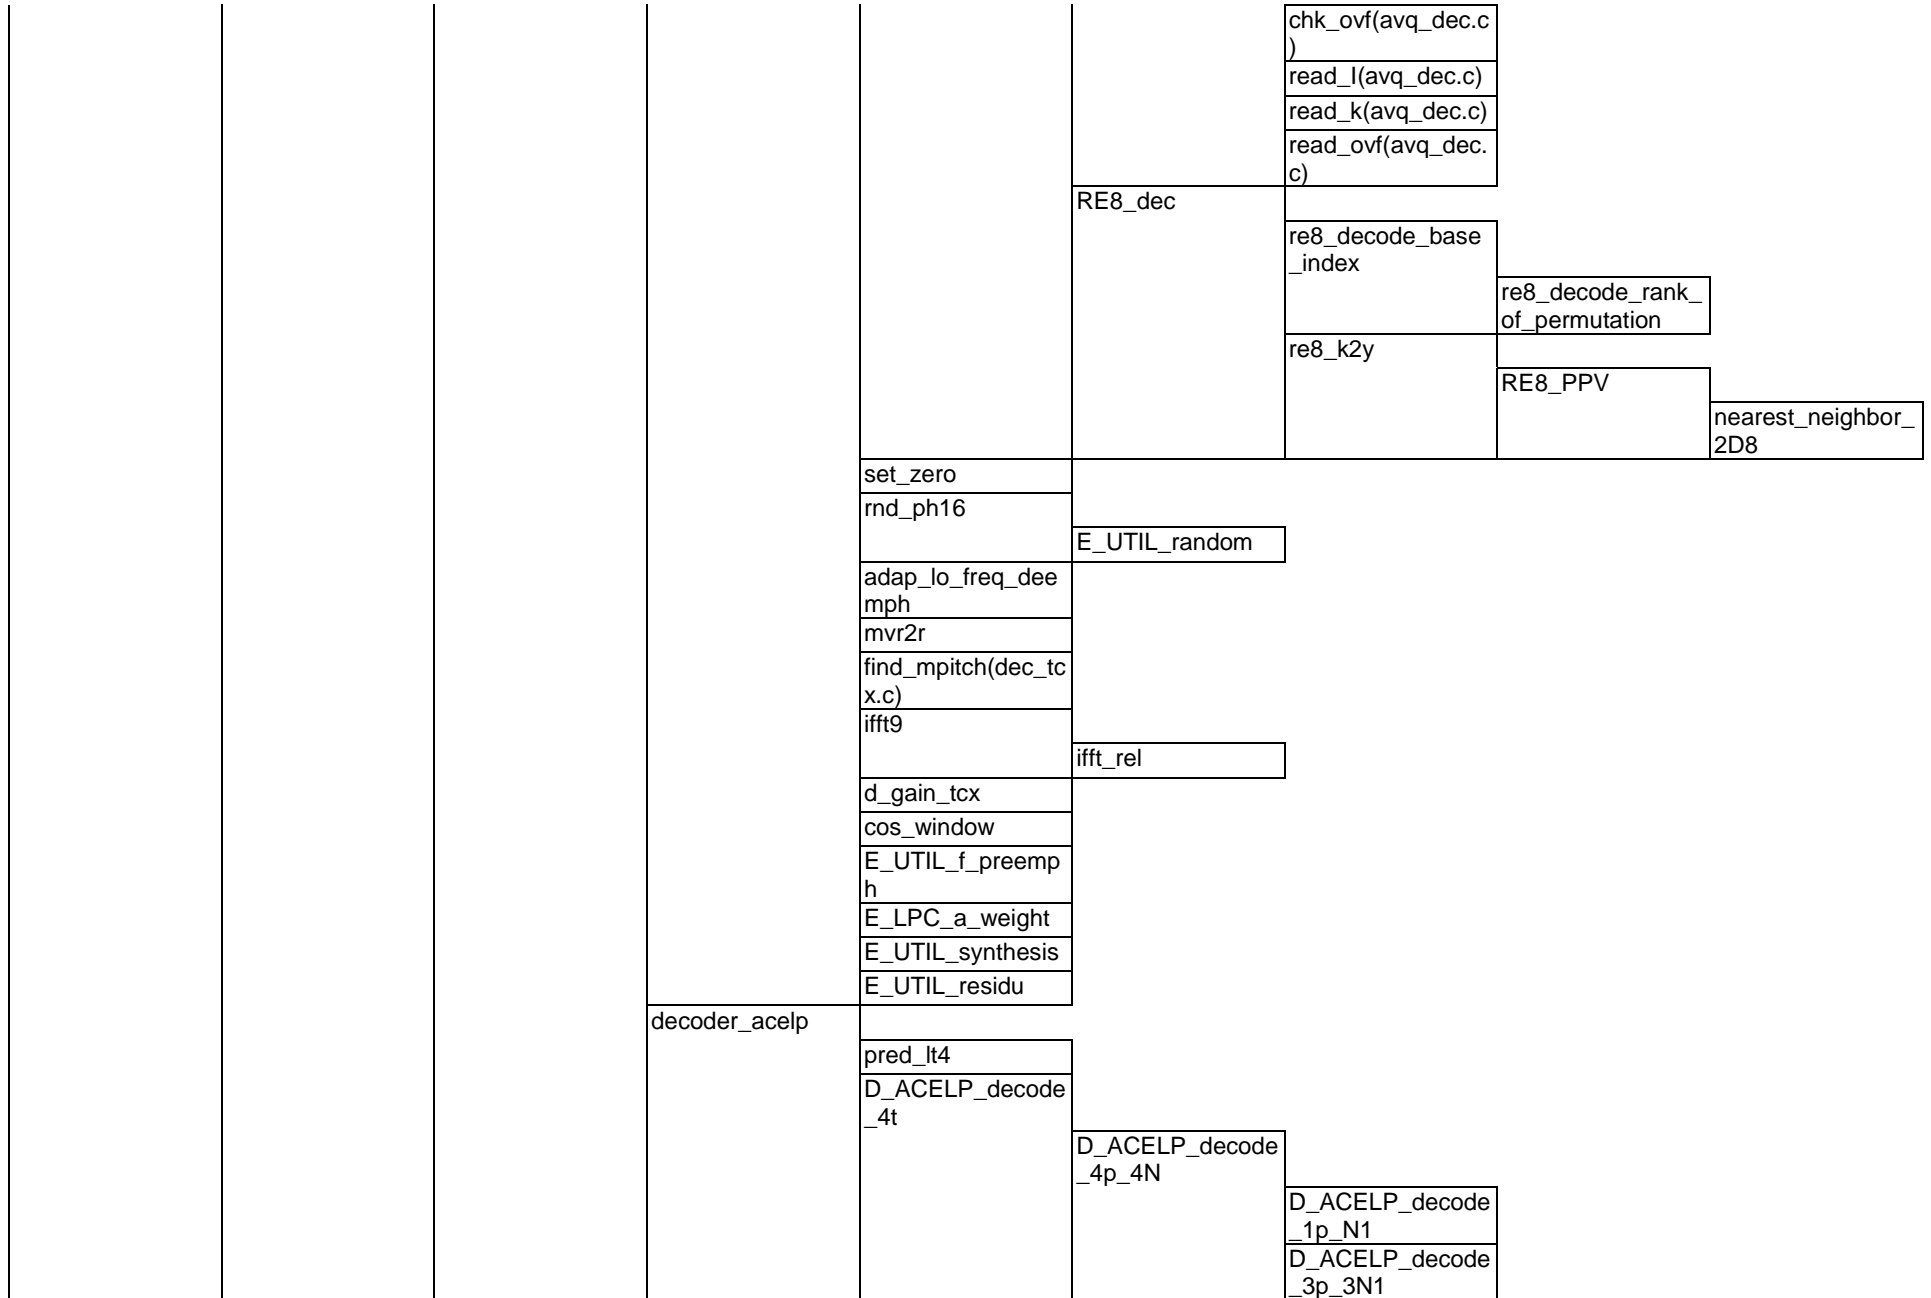 chk_ovf(avq_dec.c
)
read_I(avq_dec.c)
read_k(avq_dec.c)
read_ovf(avq_dec.
c)
RE8_dec
re8_decode_base
_index
re8_decode_rank_
of_permutation
re8_k2y
RE8_PPV
nearest_neighbor_
2D8
set_zero
rnd_ph16
E_UTIL_random
adap_lo_freq_dee
mph
mvr2r
find_mpitch(dec_tc
x.c)
ifft9
ifft_rel
d_gain_tcx
cos_window
E_UTIL_f_preemp
h
E_LPC_a_weight
E_UTIL_synthesis
E_UTIL_residu
decoder_acelp
pred_lt4
D_ACELP_decode
_4t
D_ACELP_decode
_4p_4N
D_ACELP_decode
_1p_N1
D_ACELP_decode
_3p_3N1